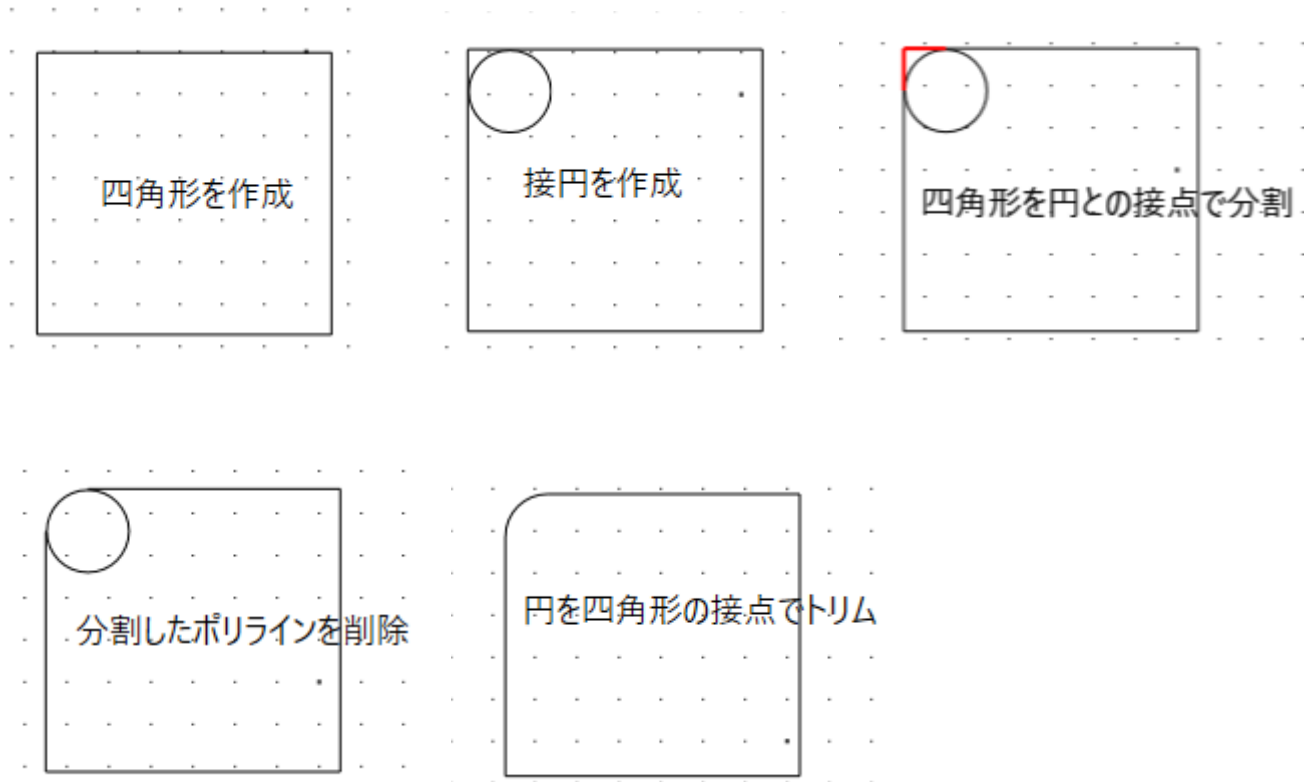 四角形を作成
接円を作成
四角形を円との接点で分割
分割したポリラインを削除
円を四角形の接点でトリム